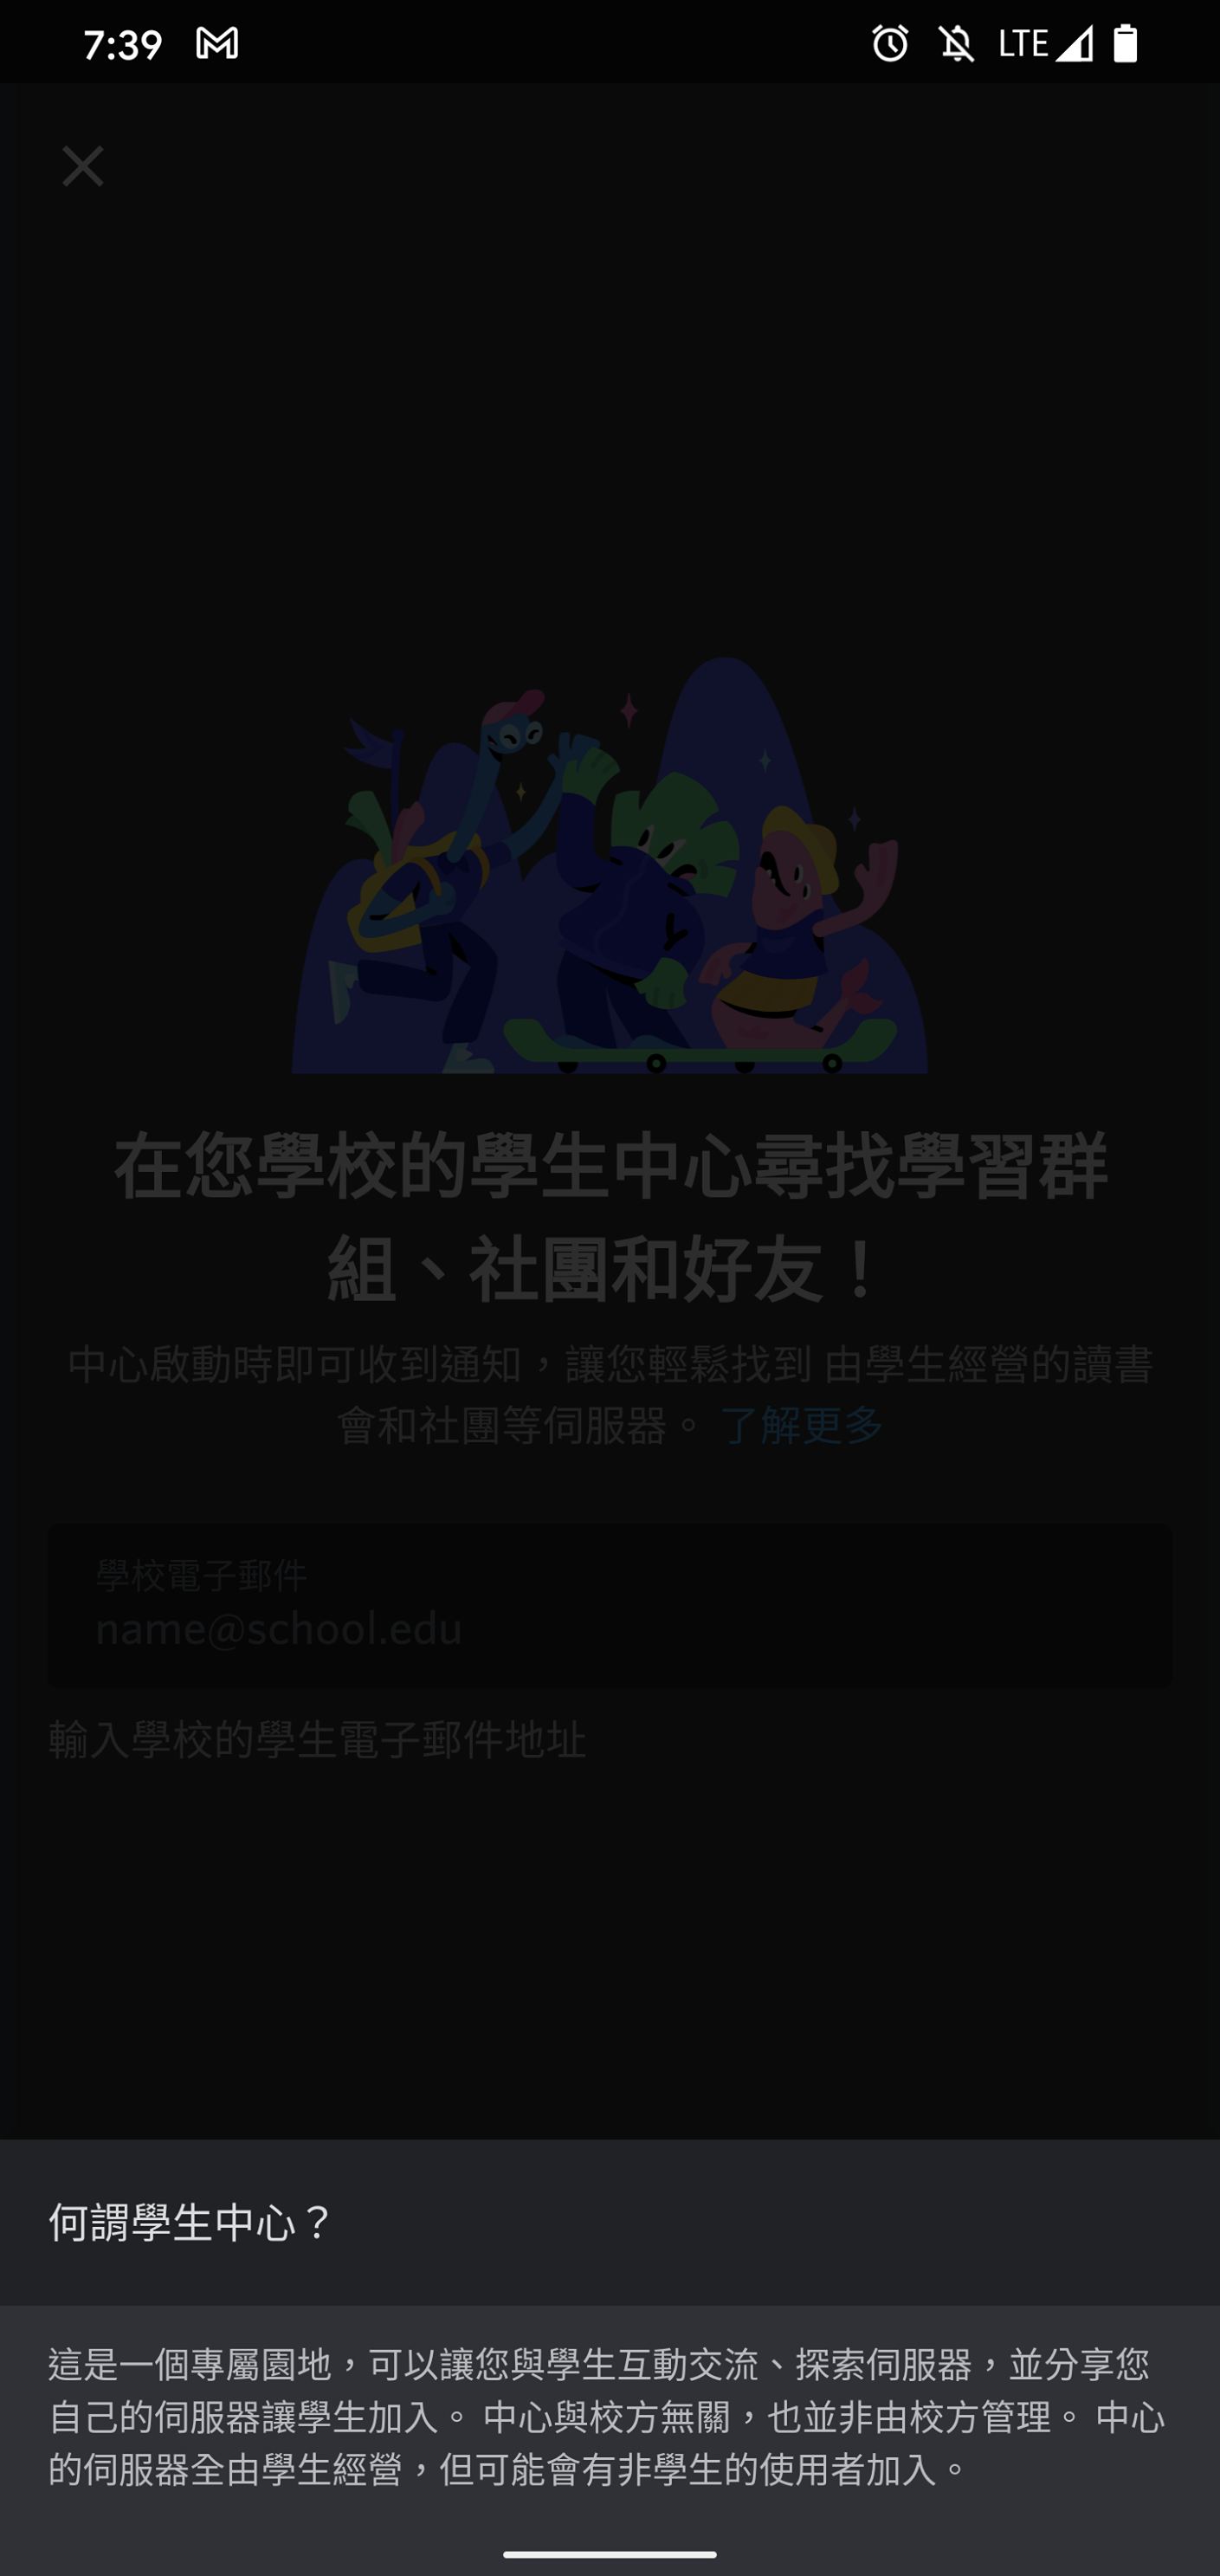 7:39
LTE
在您學校的學生中心尋找學習群
組、社團和好友！
中心啟動時即可收到通知，讓您輕鬆找到 由學生經營的讀書
會和社團等伺服器。 了解更多
學校電子郵件
name@school.edu
輸入學校的學生電子郵件地址
何謂學生中心？
這是一個專屬園地，可以讓您與學生互動交流、探索伺服器，並分享您
自己的伺服器讓學生加入。 中心與校方無關，也並非由校方管理。 中心
的伺服器全由學生經營，但可能會有非學生的使用者加入。